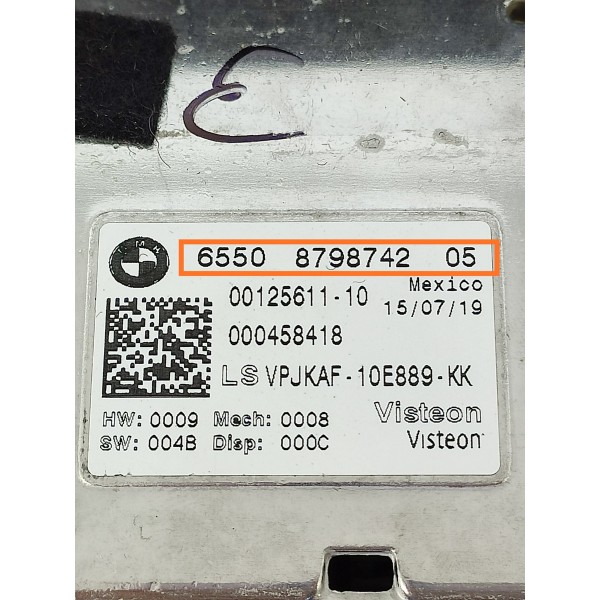 6550 8798742 05
00125611-10
Mexico
15/07/19
000458418
LS VPJKAF-10E889-KK
HW: 0009 Mech: 0008
SW: 004B Disp: 000C
Visteon
Visteon